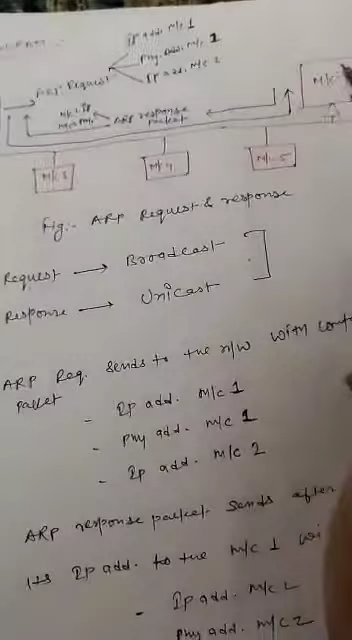 IP add. M/C 1
Phy. Add. M/C 1
ARP Request
IP add. M/C 2
M/C
ARP response
packet
M/C 3
M/C 4
M/C 5
Fig:- ARP Request & response
Request → Broadcast
Response → Unicast
ARP Req. sends to the n/w with
packet
- IP add. M/C 1
- Phy add. M/C 1
- IP add. M/C 2
ARP response packet sends after
its IP add. to the M/C 1
- IP add. M/C 2
Phy add. M/C 2